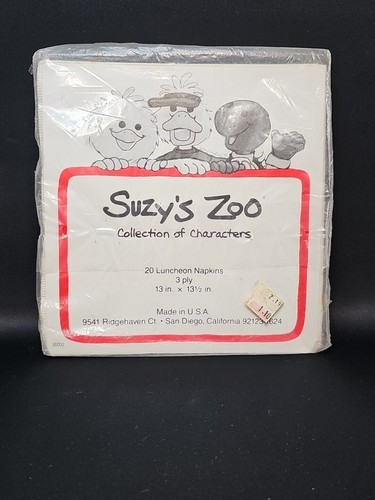 Suzy's Zoo
Collection of Characters
20 Luncheon Napkins
3 ply
13 in. x 13½ in.
Made in U.S.A.
9541 Ridgehaven Ct. • San Diego, California 92123